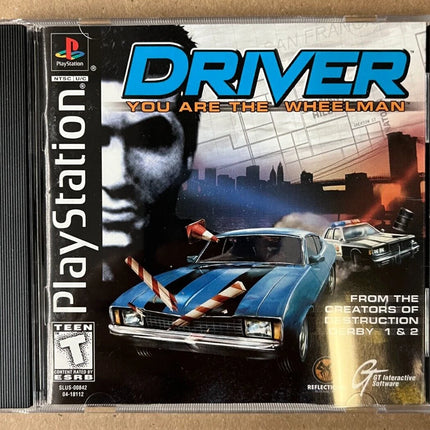 PlayStation
NTSC U/C
PlayStation
DRIVER
YOU ARE THE WHEELMAN
FROM THE
CREATORS OF
DESTRUCTION
DERBY 1 & 2
TEEN
T
CONTENT RATED BY
ESRB
SLUS-00842
04-18112
REFLECTIONS
GT
GT Interactive
Software